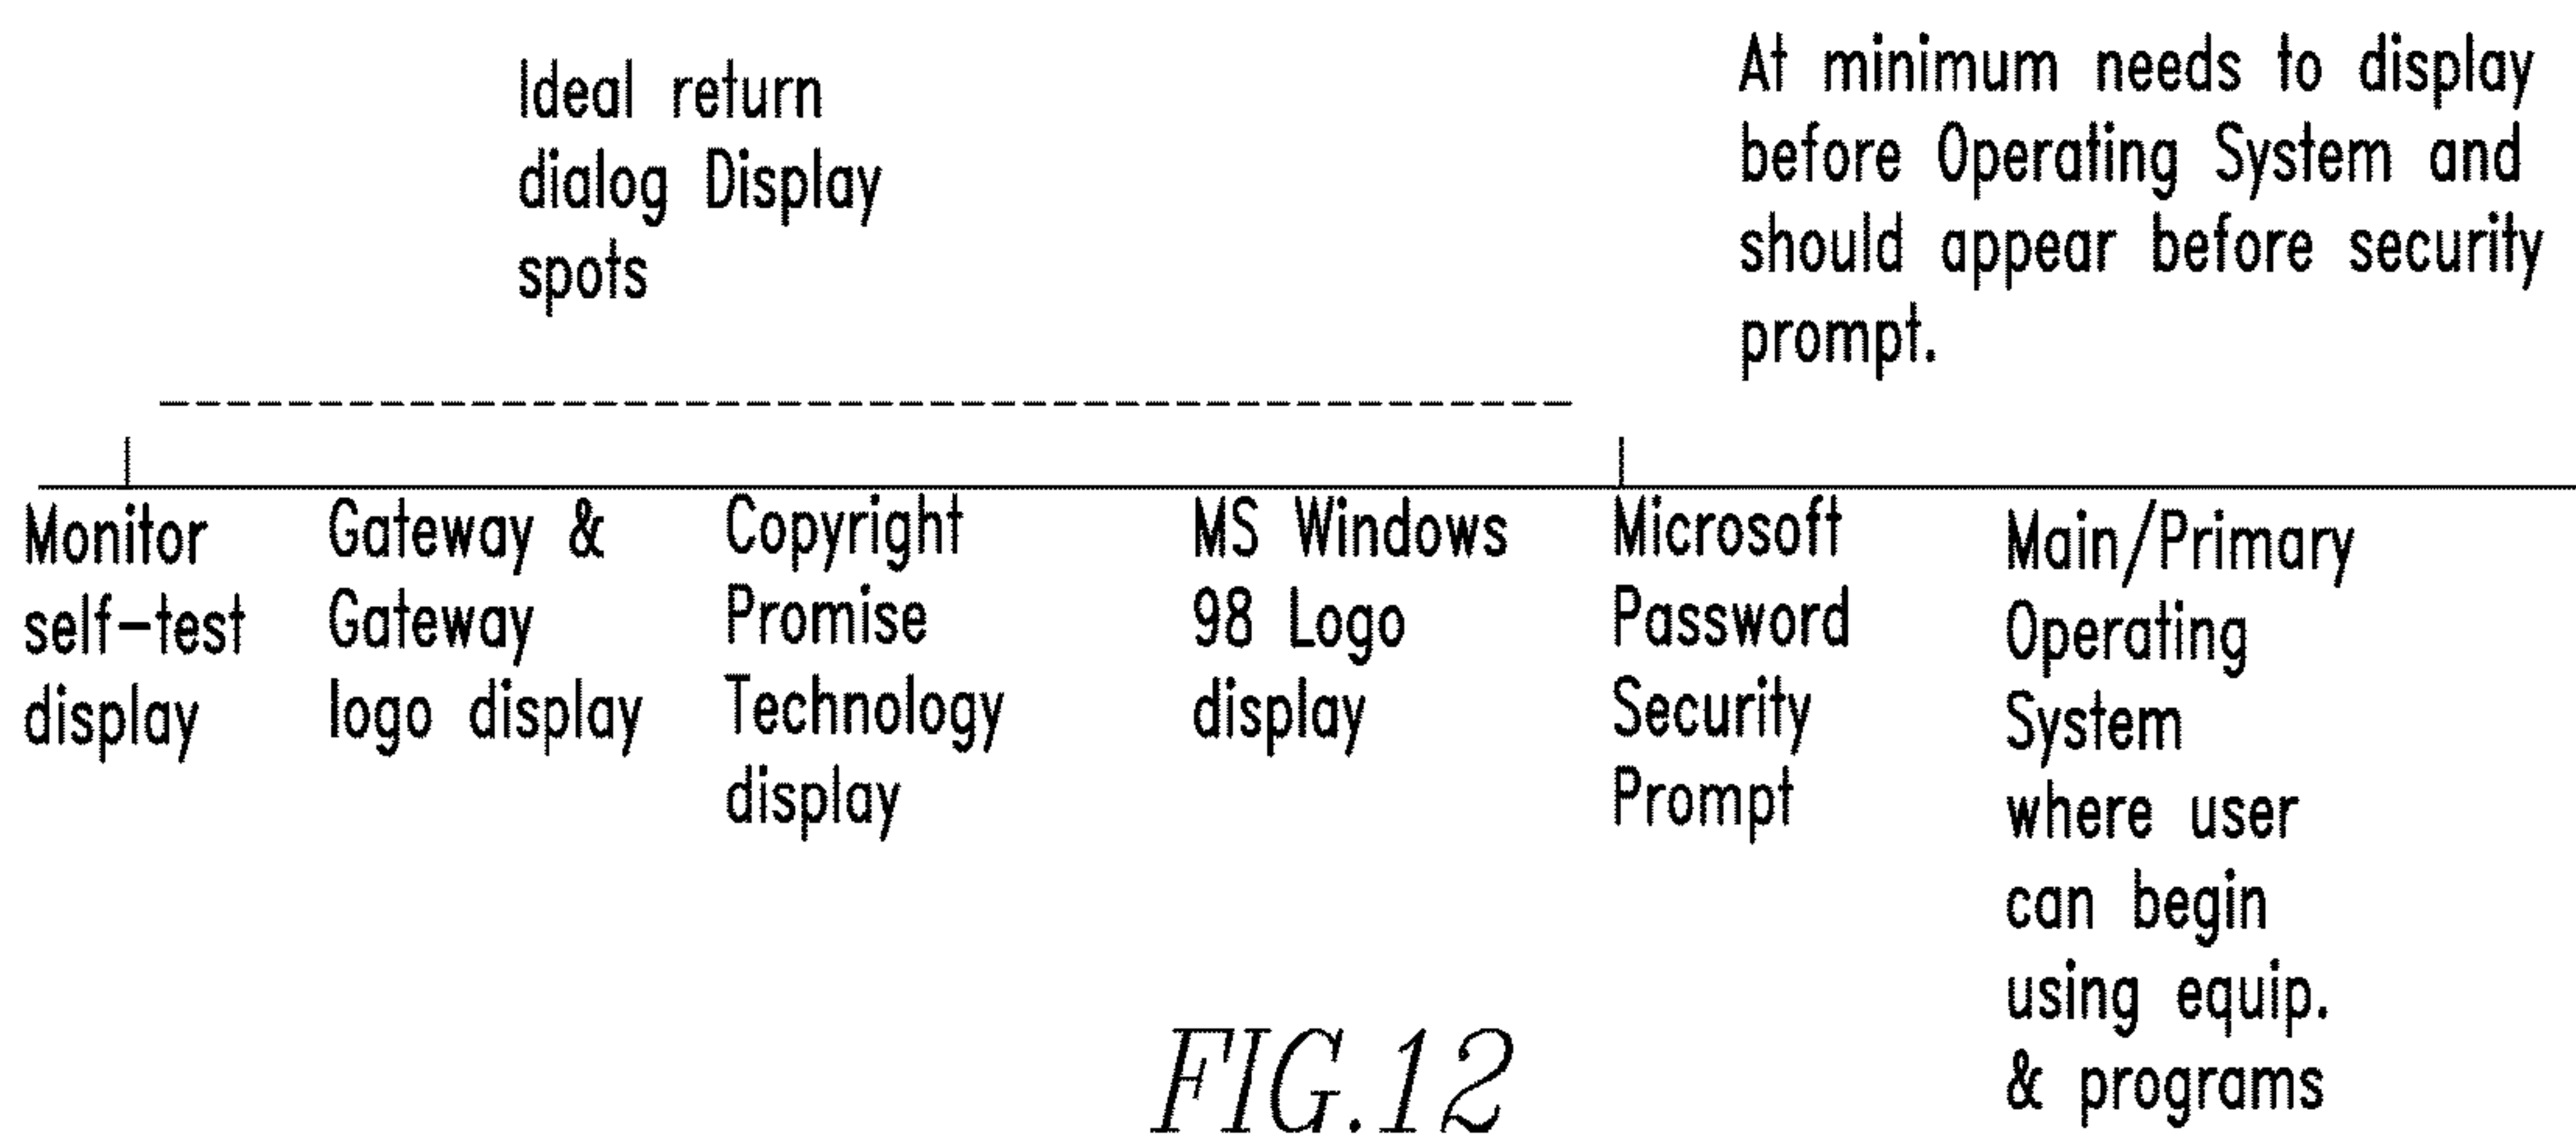 Ideal return
dialog Display
spots
At minimum needs to display
before Operating System and
should appear before security
prompt.
Monitor
self-test
display
Gateway &
Gateway
logo display
Copyright
Promise
Technology
display
MS Windows
98 Logo
display
Microsoft
Password
Security
Prompt
Main/Primary
Operating
System
where user
can begin
using equip.
& programs
FIG.12